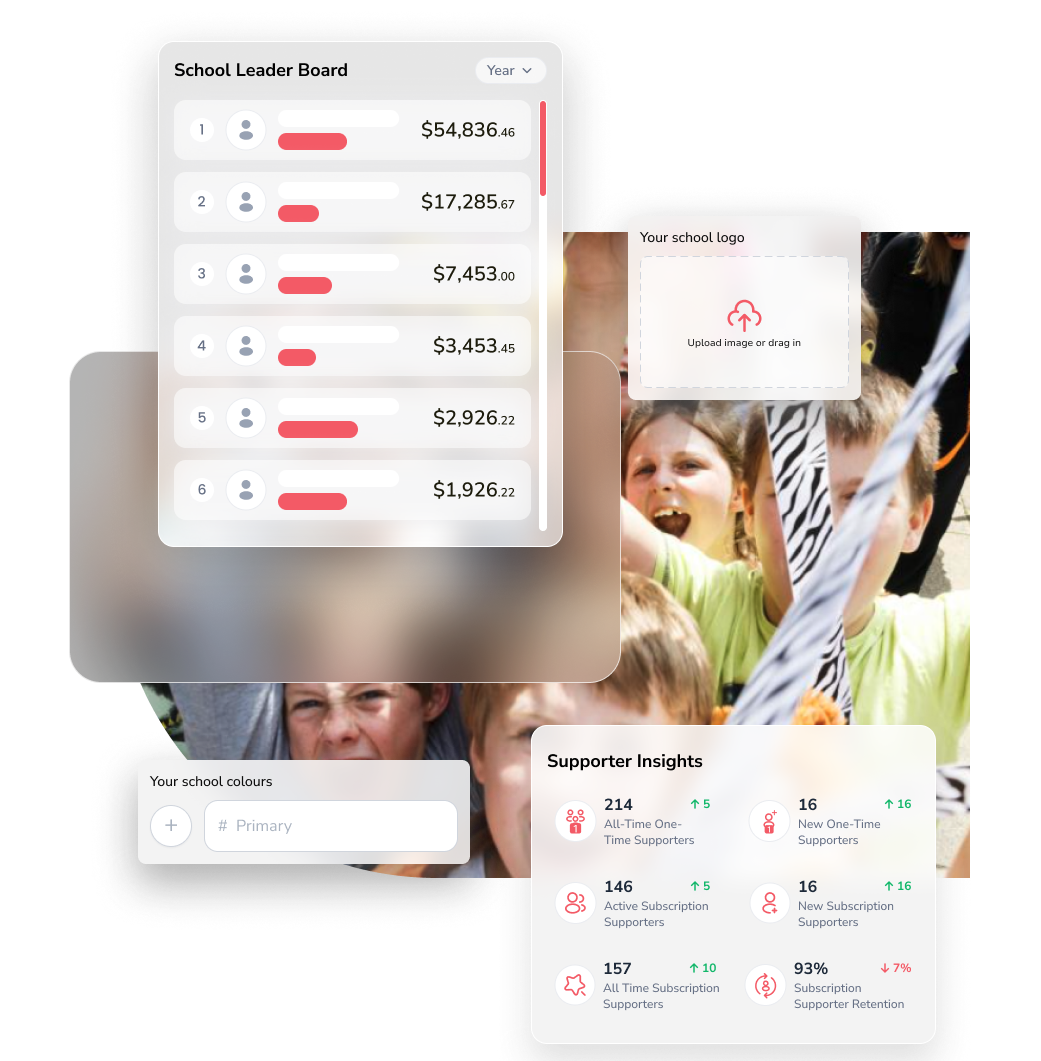 School Leader Board
Year
1
$54,836.46
2
$17,285.67
3
$7,453.00
4
$3,453.45
5
$2,926.22
6
$1,926.22
Your school logo
Upload image or drag in
Your school colours
+
# Primary
Supporter Insights
214 ↑ 5
All-Time One-
Time Supporters
16 ↑ 16
New One-Time
Supporters
146 ↑ 5
Active Subscription
Supporters
16 ↑ 16
New Subscription
Supporters
157 ↑ 10
All Time Subscription
Supporters
93% ↓ 7%
Subscription
Supporter Retention